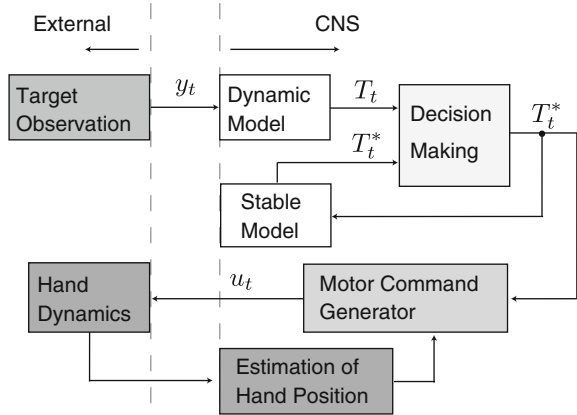 External
CNS
Target
Observation
y_t
Dynamic
Model
T_t
T_t^*
Decision
Making
T_t^*
Stable
Model
Hand
Dynamics
u_t
Motor Command
Generator
Estimation of
Hand Position